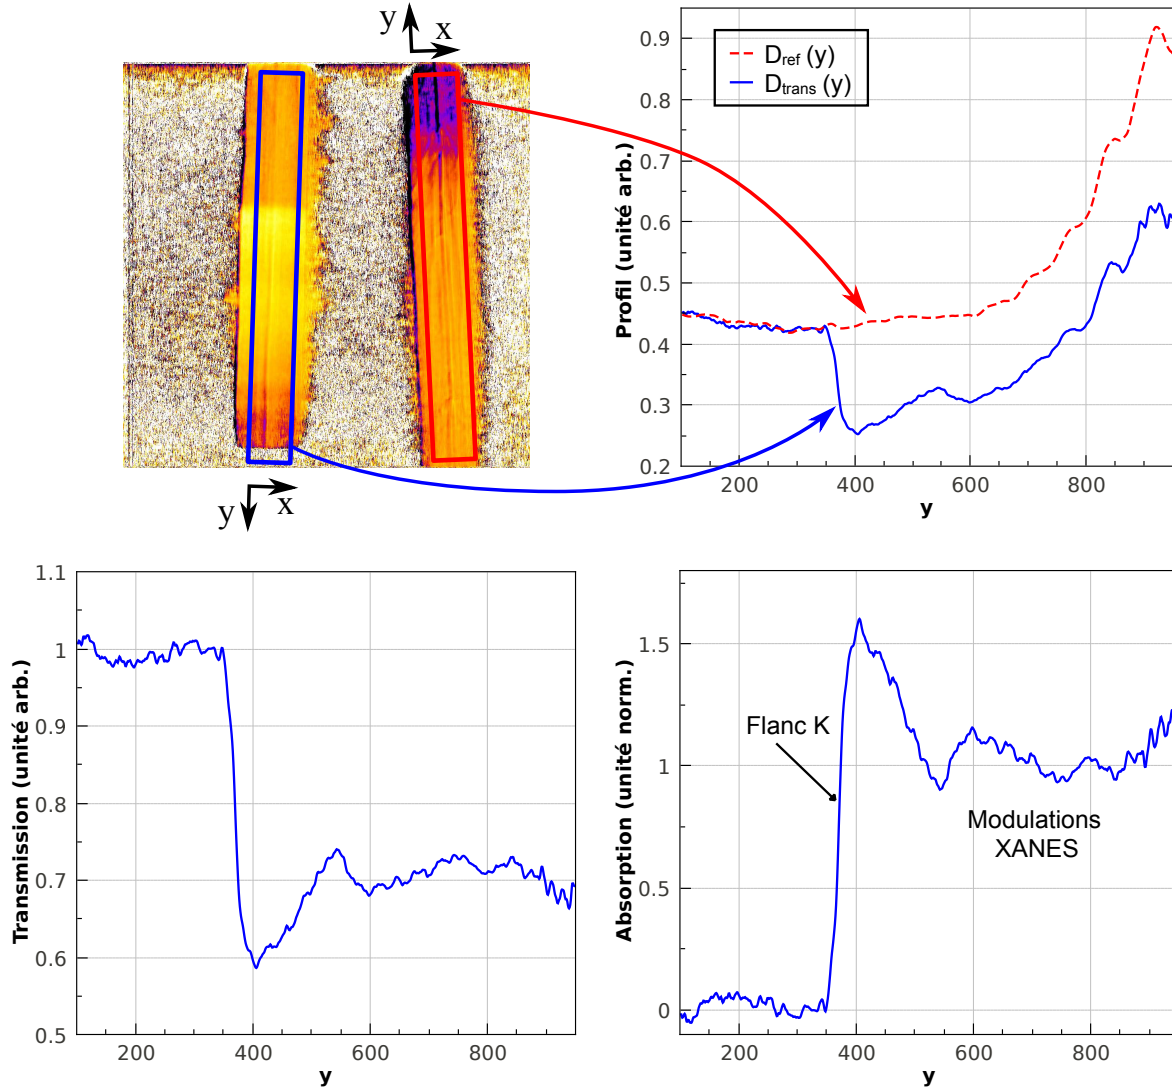 y
x
y
x
y
x
D_ref (y)
D_trans (y)
Profil (unité arb.)
0.9
0.8
0.7
0.6
0.5
0.4
0.3
0.2
200
400
600
800
y
Transmission (unité arb.)
1.1
1
0.9
0.8
0.7
0.6
0.5
200
400
600
800
y
Absorption (unité norm.)
1.5
1
0.5
0
Flanc K
Modulations
XANES
200
400
600
800
y